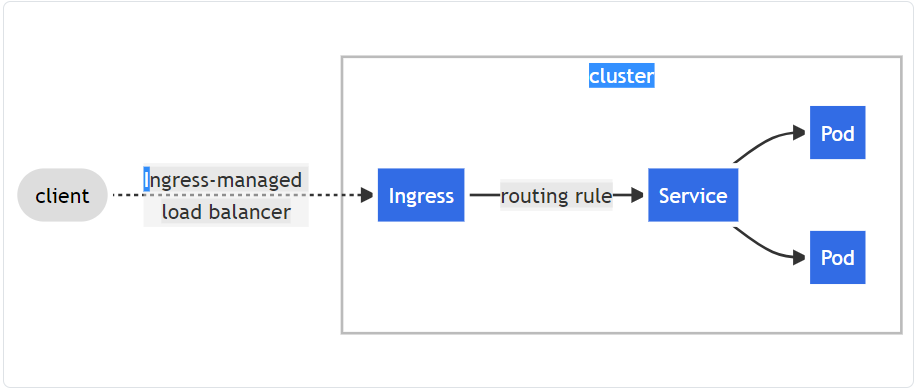 cluster
Pod
client
Ingress-managed
load balancer
Ingress
routing rule
Service
Pod